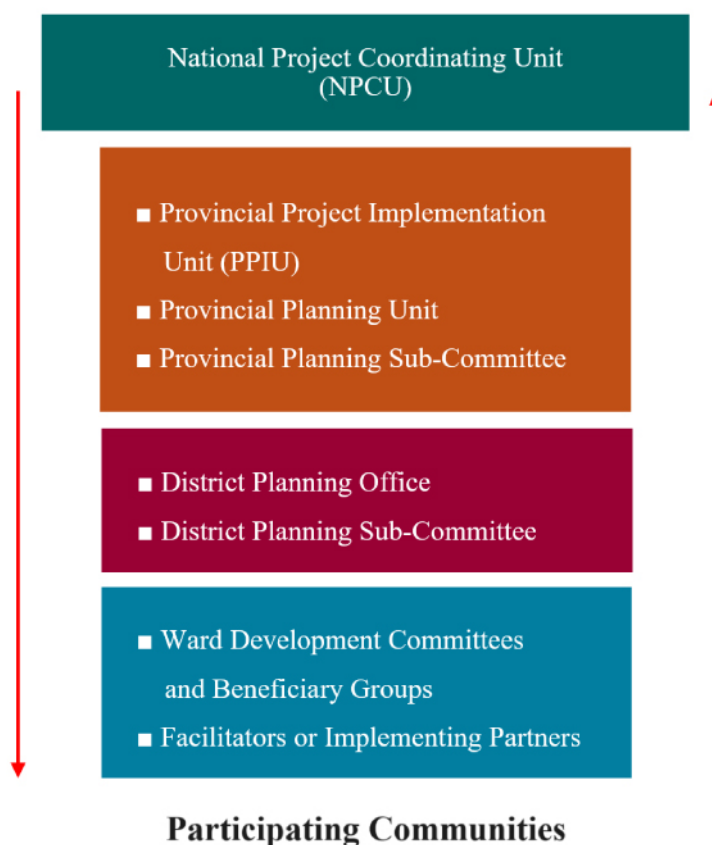 National Project Coordinating Unit
(NPCU)
■ Provincial Project Implementation
Unit (PPIU)
■ Provincial Planning Unit
■ Provincial Planning Sub-Committee
■ District Planning Office
■ District Planning Sub-Committee
■ Ward Development Committees
and Beneficiary Groups
■ Facilitators or Implementing Partners
Participating Communities